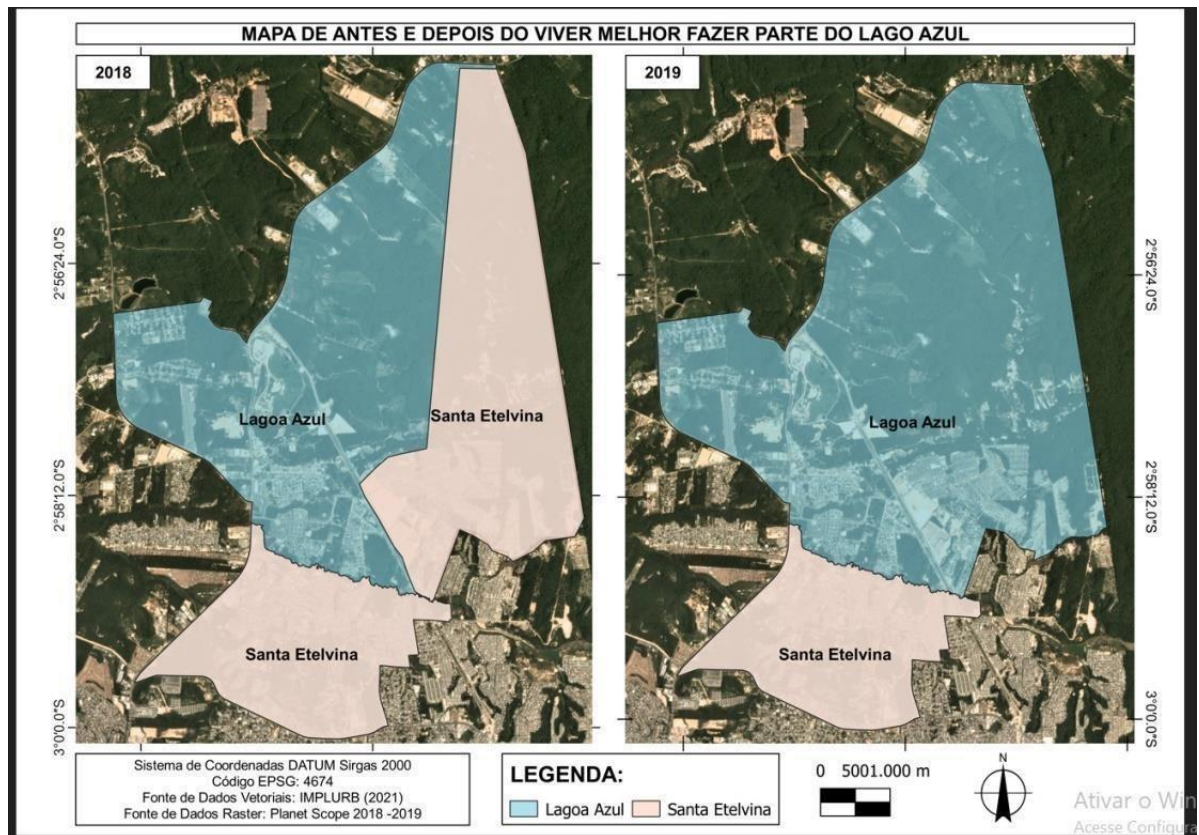 MAPA DE ANTES E DEPOIS DO VIVER MELHOR FAZER PARTE DO LAGO AZUL
2018
2019
2°56'24.0"S
2°58'12.0"S
3°0'0.0"S
Lagoa Azul
Santa Etelvina
Santa Etelvina
Lagoa Azul
Santa Etelvina
2°56'24.0"S
2°58'12.0"S
3°0'0.0"S
Sistema de Coordenadas DATUM Sirgas 2000
Código EPSG: 4674
Fonte de Dados Vetoriais: IMPLURB (2021)
Fonte de Dados Raster: Planet Scope 2018 -2019
LEGENDA:
Lagoa Azul Santa Etelvina
0 5001.000 m
N
Ativar o Win
Acesse Configura